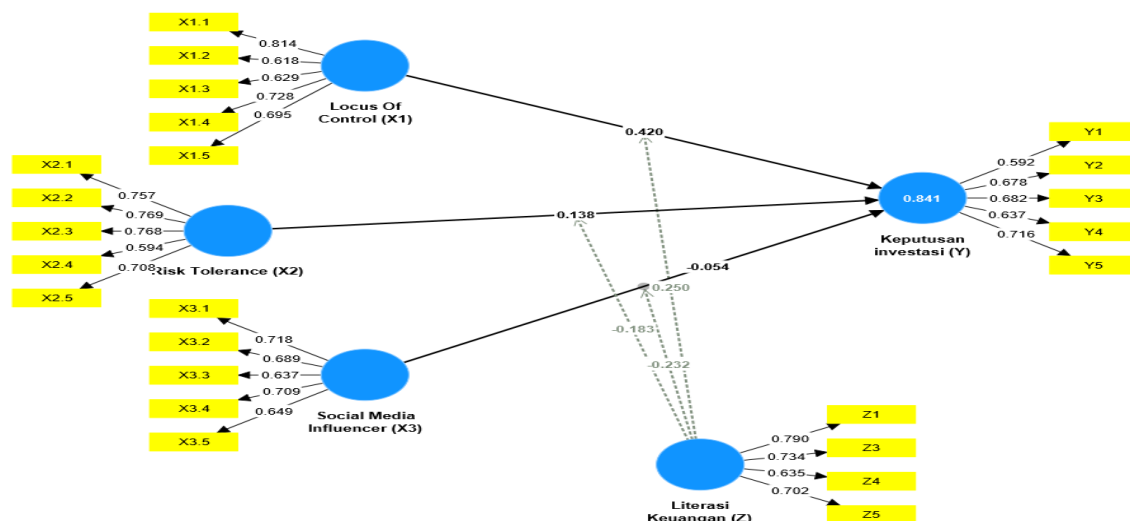 X1.1
X1.2
X1.3
X1.4
X1.5
0.814
0.618
0.629
0.728
0.695
Locus Of
Control (X1)
X2.1
X2.2
X2.3
X2.4
X2.5
0.757
0.769
0.768
0.594
0.708
Risk Tolerance (X2)
X3.1
X3.2
X3.3
X3.4
X3.5
0.718
0.689
0.637
0.709
0.649
Social Media
Influencer (X3)
0.420
0.138
-0.054
0.250
-0.183
-0.232
0.841
Keputusan
investasi (Y)
0.592
0.678
0.682
0.637
0.716
Y1
Y2
Y3
Y4
Y5
Literasi
Keuangan (Z)
0.790
0.734
0.635
0.702
Z1
Z3
Z4
Z5